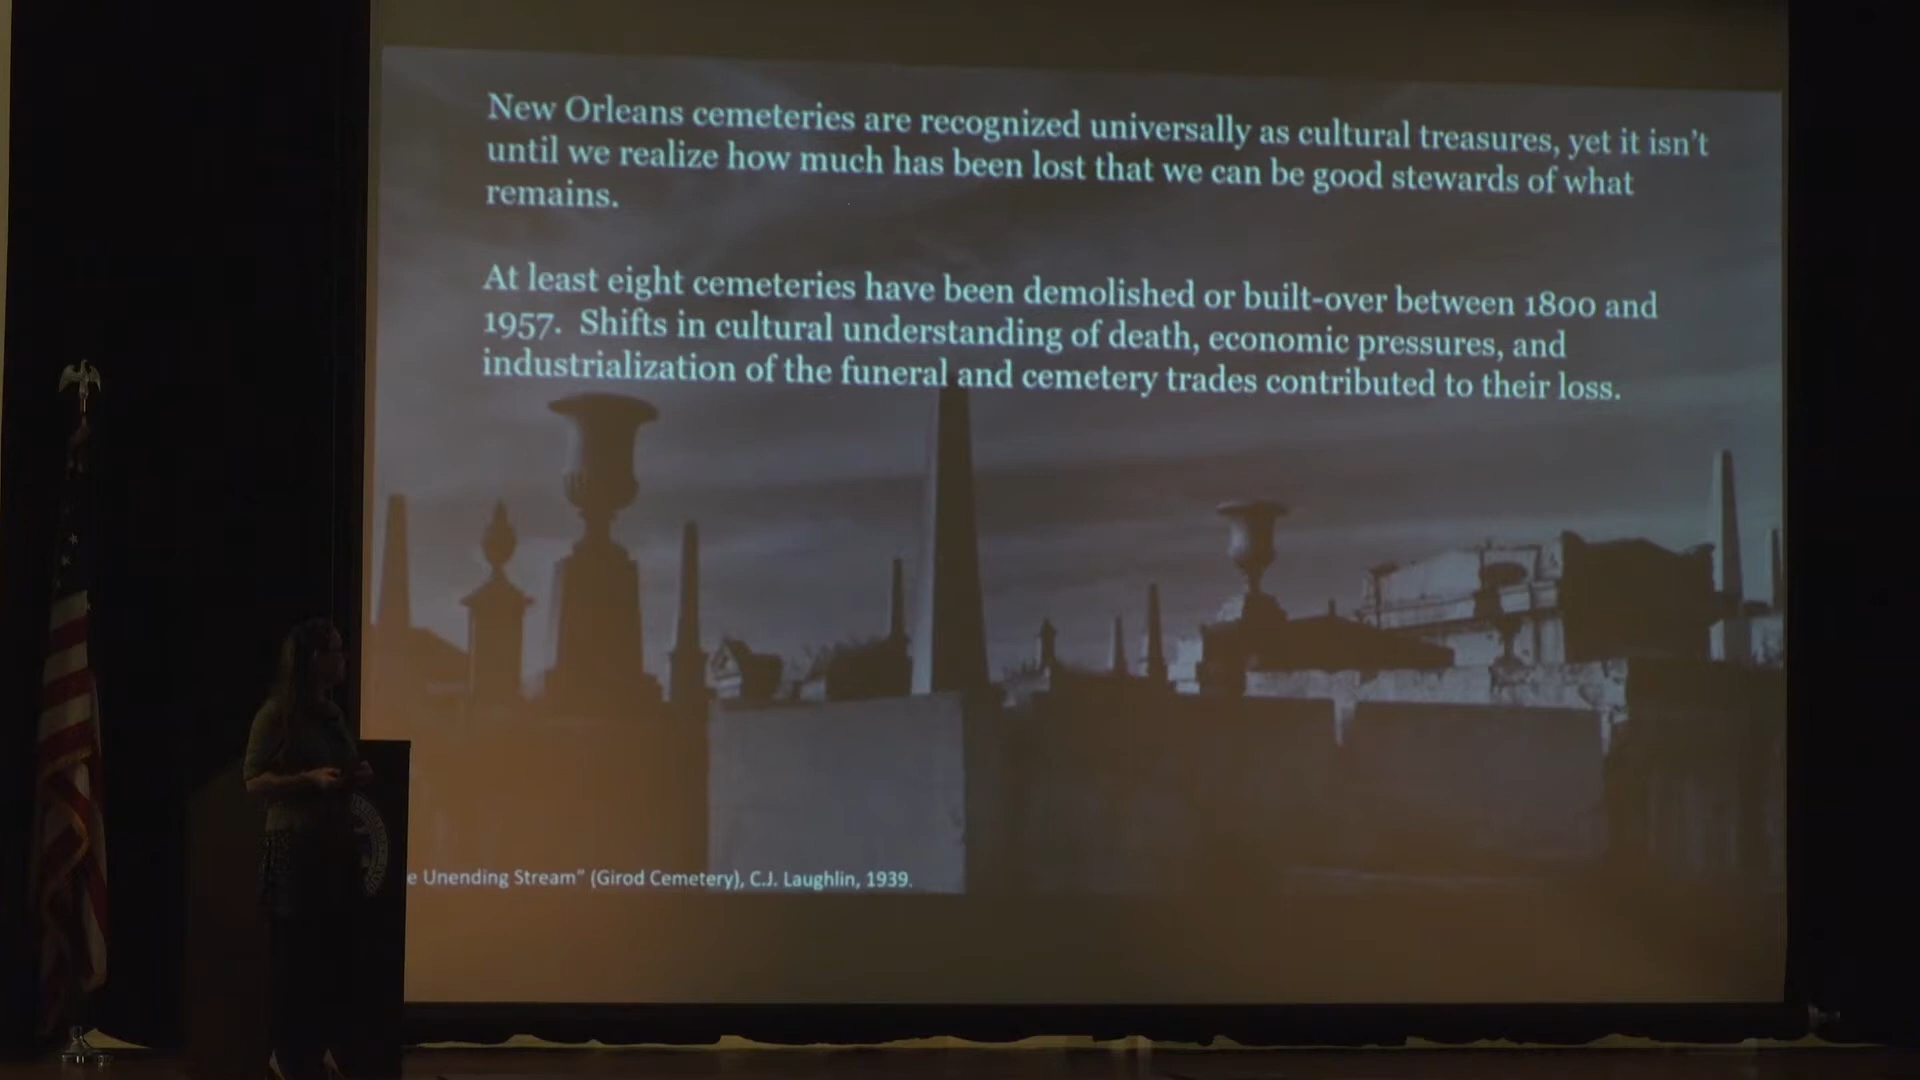 New Orleans cemeteries are recognized universally as cultural treasures, yet it isn't
until we realize how much has been lost that we can be good stewards of what
remains.
At least eight cemeteries have been demolished or built-over between 1800 and
1957. Shifts in cultural understanding of death, economic pressures, and
industrialization of the funeral and cemetery trades contributed to their loss.
e Unending Stream" (Girod Cemetery), C.J. Laughlin, 1939.